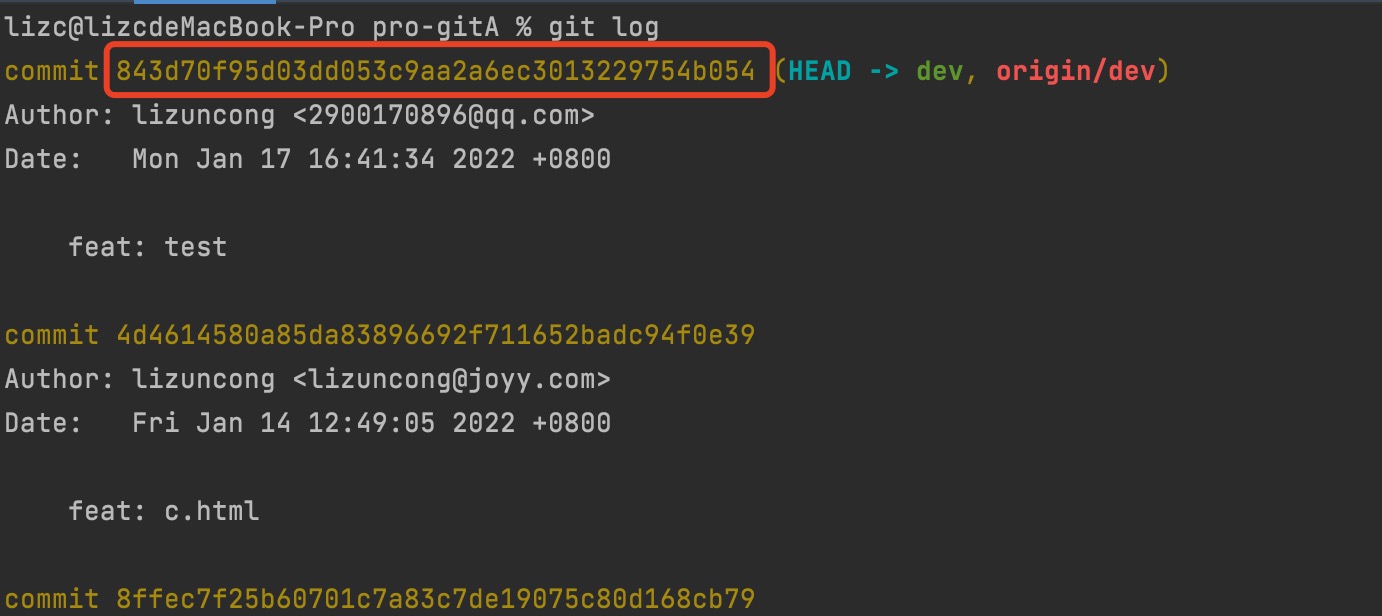 lizc@lizcdeMacBook-Pro pro-gitA % git log
commit 843d70f95d03dd053c9aa2a6ec3013229754b054 (HEAD -> dev, origin/dev)
Author: lizuncong <2900170896@qq.com>
Date:   Mon Jan 17 16:41:34 2022 +0800
feat: test
commit 4d4614580a85da83896692f711652badc94f0e39
Author: lizuncong <lizuncong@joyy.com>
Date:   Fri Jan 14 12:49:05 2022 +0800
feat: c.html
commit 8ffec7f25b60701c7a83c7de19075c80d168cb79